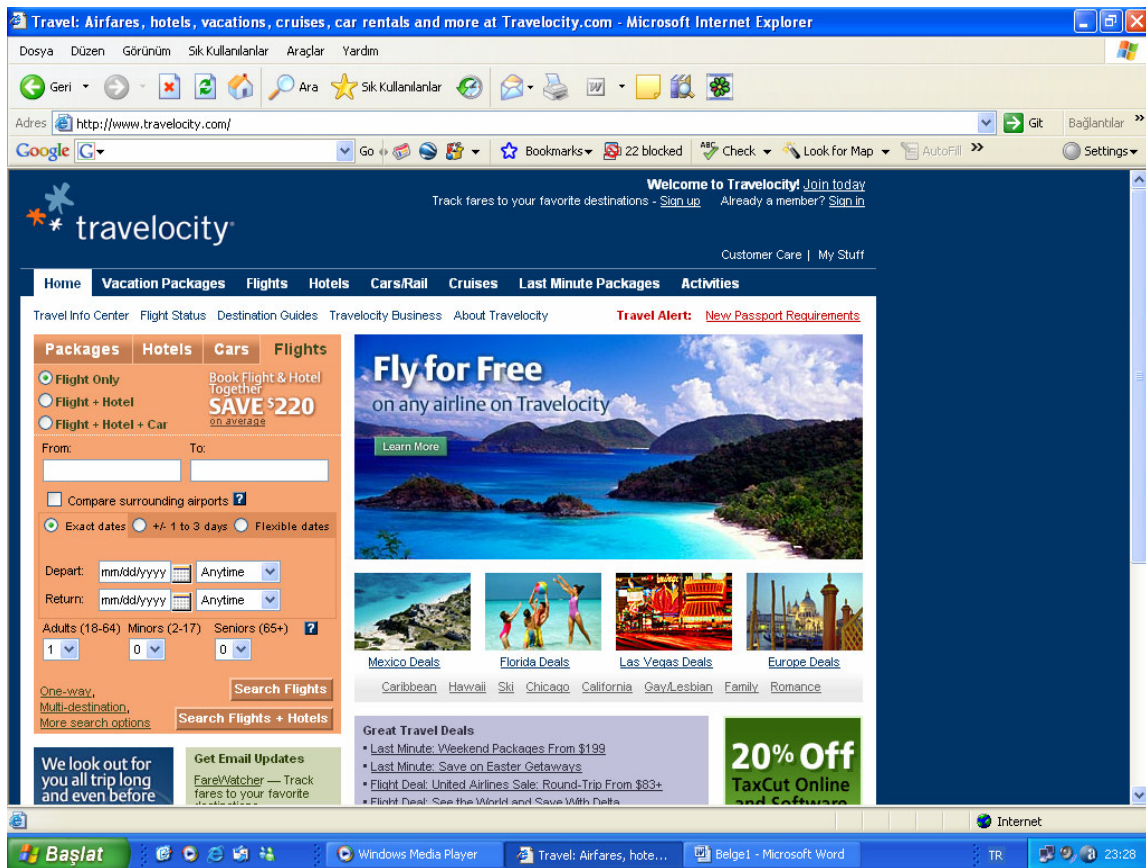 Travel: Airfares, hotels, vacations, cruises, car rentals and more at Travelocity.com - Microsoft Internet Explorer
Dosya Düzen Görünüm Sık Kullanılanlar Araçlar Yardım
Geri Ara Sık Kullanılanlar
Adres http://www.travelocity.com/ Git Bağlantılar »
Google G Go Bookmarks 22 blocked ABC Check Look for Map AutoFill » Settings
Welcome to Travelocity! Join today
Track fares to your favorite destinations - Sign up Already a member? Sign in
travelocity
Customer Care | My Stuff
Home Vacation Packages Flights Hotels Cars/Rail Cruises Last Minute Packages Activities
Travel Info Center Flight Status Destination Guides Travelocity Business About Travelocity Travel Alert: New Passport Requirements
Packages Hotels Cars Flights
Flight Only
Flight + Hotel
Flight + Hotel + Car
Book Flight & Hotel
Together
SAVE $220
on average
From: To:
Compare surrounding airports ?
Exact dates +/- 1 to 3 days Flexible dates
Depart: mm/dd/yyyy Anytime
Return: mm/dd/yyyy Anytime
Adults (18-64) Minors (2-17) Seniors (65+) ?
1 0 0
One-way,
Multi-destination,
More search options
Search Flights
Search Flights + Hotels
Fly for Free
on any airline on Travelocity
Learn More
Mexico Deals Florida Deals Las Vegas Deals Europe Deals
Caribbean Hawaii Ski Chicago California Gay/Lesbian Family Romance
We look out for
you all trip long
and even before
Get Email Updates
FareWatcher — Track
fares to your favorite
destinations
Great Travel Deals
▪ Last Minute: Weekend Packages From $199
▪ Last Minute: Save on Easter Getaways
▪ Flight Deal: United Airlines Sale: Round-Trip From $83+
▪ Flight Deal: See the World and Save With Delta
20% Off
TaxCut Online
and Software
Internet
Başlat Windows Media Player Travel: Airfares, hote... Belge1 - Microsoft Word TR 23:28